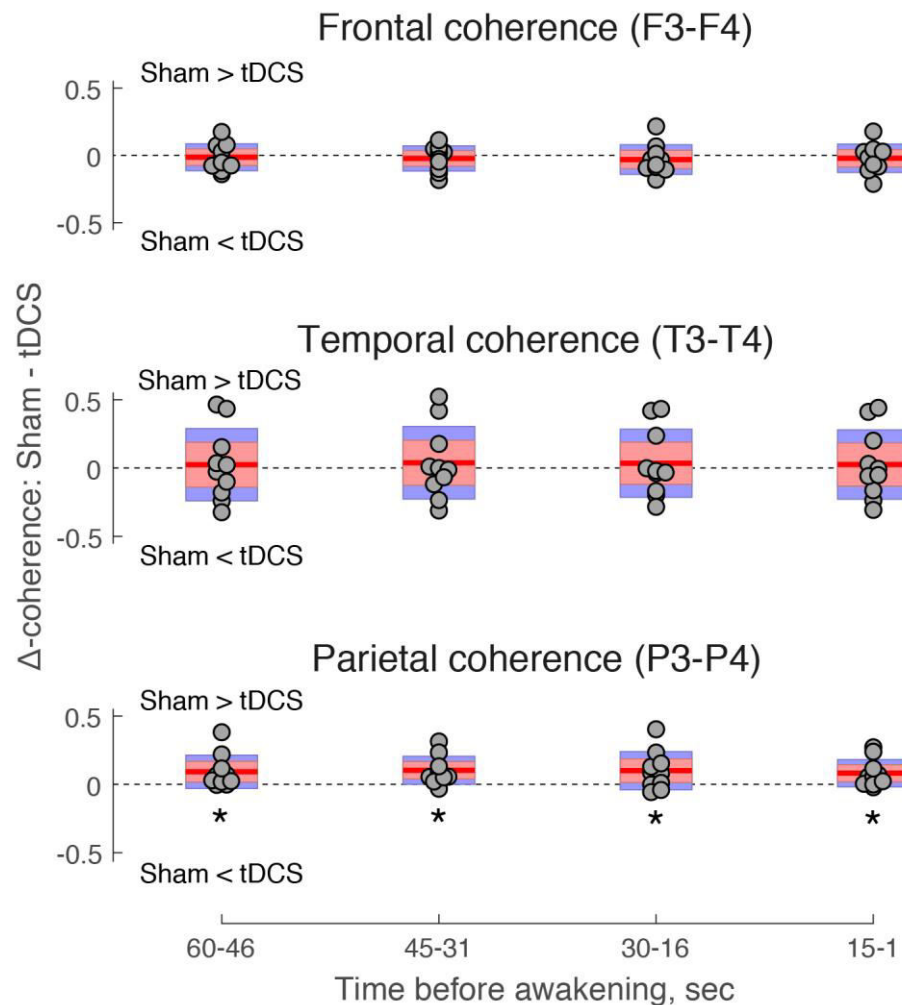 Frontal coherence (F3-F4)
Sham > tDCS
0.5
0
-0.5
Sham < tDCS
Temporal coherence (T3-T4)
Sham > tDCS
0.5
0
-0.5
Sham < tDCS
Δ-coherence: Sham - tDCS
Parietal coherence (P3-P4)
Sham > tDCS
0.5
0
* * * *
-0.5
Sham < tDCS
60-46 45-31 30-16 15-1
Time before awakening, sec